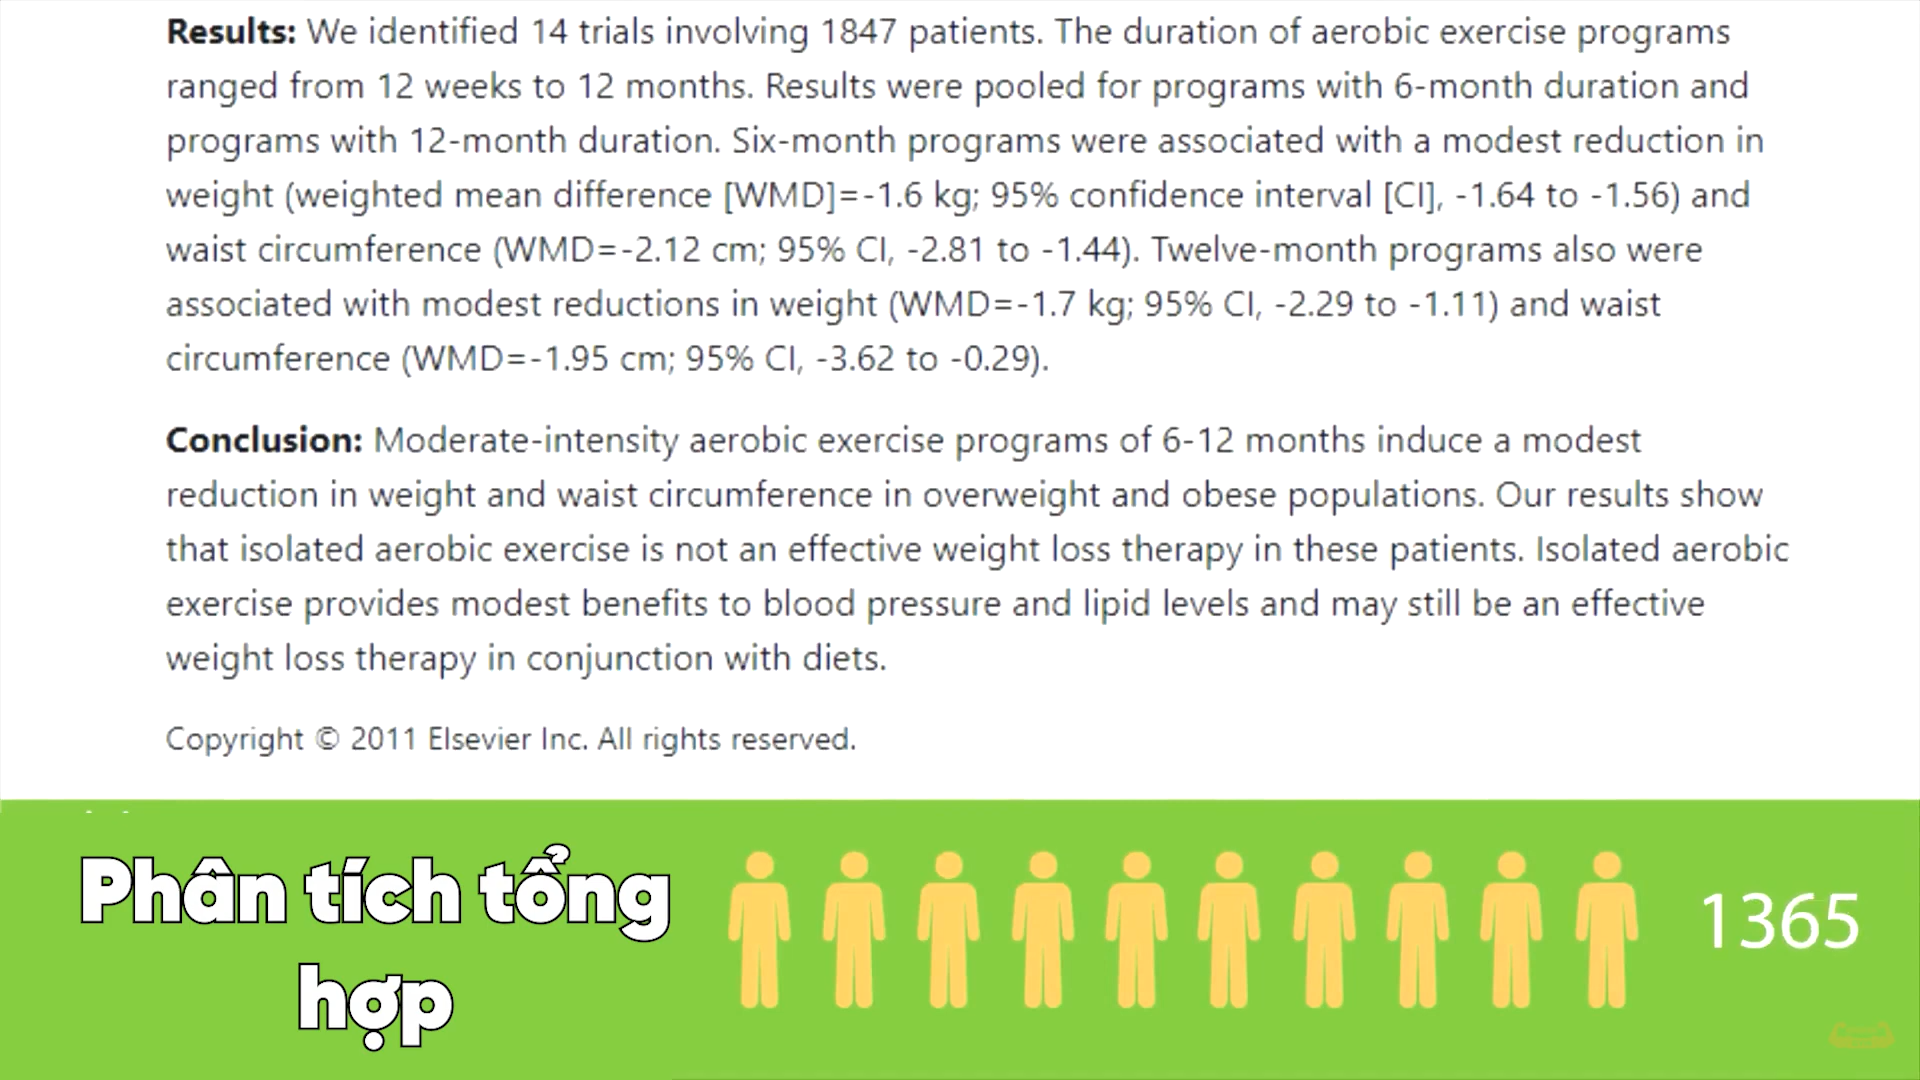 Results: We identified 14 trials involving 1847 patients. The duration of aerobic exercise programs
ranged from 12 weeks to 12 months. Results were pooled for programs with 6-month duration and
programs with 12-month duration. Six-month programs were associated with a modest reduction in
weight (weighted mean difference [WMD]=-1.6 kg; 95% confidence interval [CI], -1.64 to -1.56) and
waist circumference (WMD=-2.12 cm; 95% CI, -2.81 to -1.44). Twelve-month programs also were
associated with modest reductions in weight (WMD=-1.7 kg; 95% CI, -2.29 to -1.11) and waist
circumference (WMD=-1.95 cm; 95% CI, -3.62 to -0.29).
Conclusion: Moderate-intensity aerobic exercise programs of 6-12 months induce a modest
reduction in weight and waist circumference in overweight and obese populations. Our results show
that isolated aerobic exercise is not an effective weight loss therapy in these patients. Isolated aerobic
exercise provides modest benefits to blood pressure and lipid levels and may still be an effective
weight loss therapy in conjunction with diets.
Copyright © 2011 Elsevier Inc. All rights reserved.
Phân tích tổng
hợp
1365